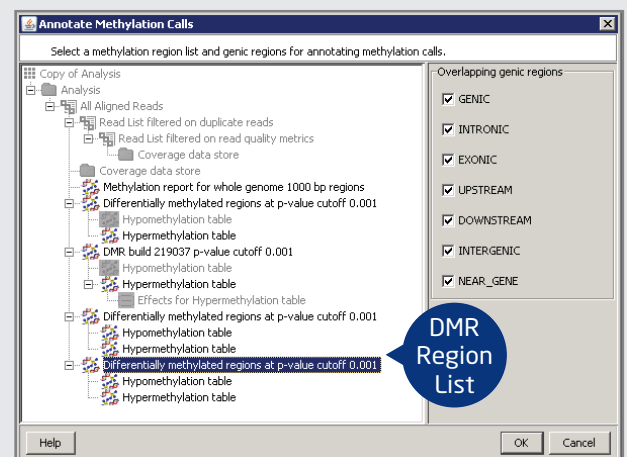 Annotate Methylation Calls
Select a methylation region list and genic regions for annotating methylation calls.
Copy of Analysis
Analysis
All Aligned Reads
Read List filtered on duplicate reads
Read List filtered on read quality metrics
Coverage data store
Coverage data store
Methylation report for whole genome 1000 bp regions
Differentially methylated regions at p-value cutoff 0.001
Hypomethylation table
Hypermethylation table
DMR build 219037 p-value cutoff 0.001
Hypomethylation table
Hypermethylation table
Effects for Hypermethylation table
Differentially methylated regions at p-value cutoff 0.001
Hypomethylation table
Hypermethylation table
Differentially methylated regions at p-value cutoff 0.001
Hypomethylation table
Hypermethylation table
Overlapping genic regions
GENIC
INTRONIC
EXONIC
UPSTREAM
DOWNSTREAM
INTERGENIC
NEAR_GENE
DMR
Region
List
Help
OK
Cancel